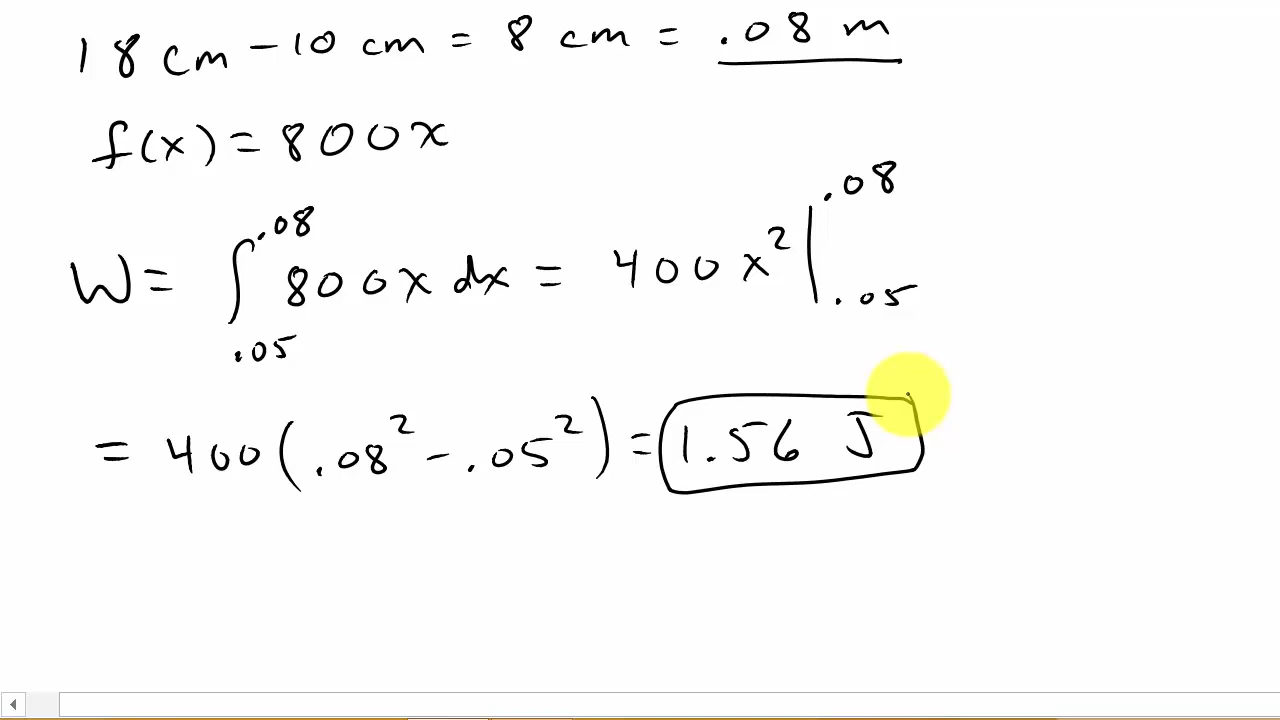 18 cm − 10 cm = 8 cm = .08 m
f(x) = 800x
W = ∫_{.05}^{.08} 800x dx = 400x² |_{.05}^{.08}
= 400(.08² − .05²) = 1.56 J